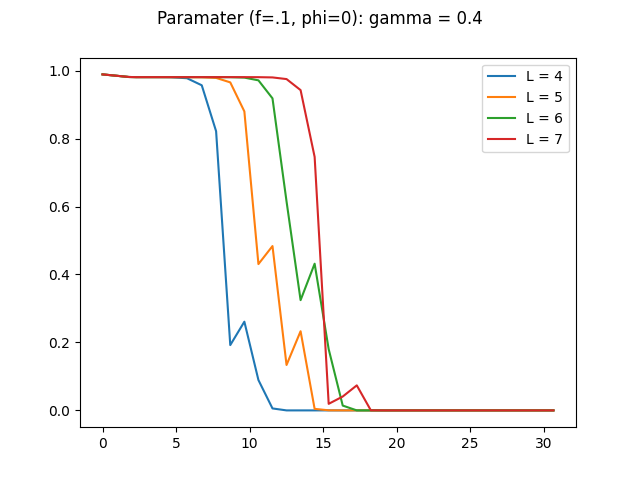 Paramater (f=.1, phi=0): gamma = 0.4
1.0
0.8
0.6
0.4
0.2
0.0
L = 4
L = 5
L = 6
L = 7
0 5 10 15 20 25 30